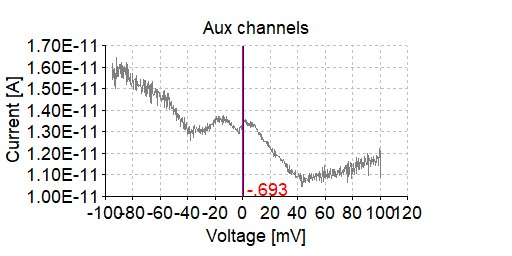 Aux channels
1.70E-11
1.60E-11
1.50E-11
1.40E-11
1.30E-11
1.20E-11
1.10E-11
1.00E-11
Current [A]
-.693
-100 -80 -60 -40 -20 0 20 40 60 80 100 120
Voltage [mV]